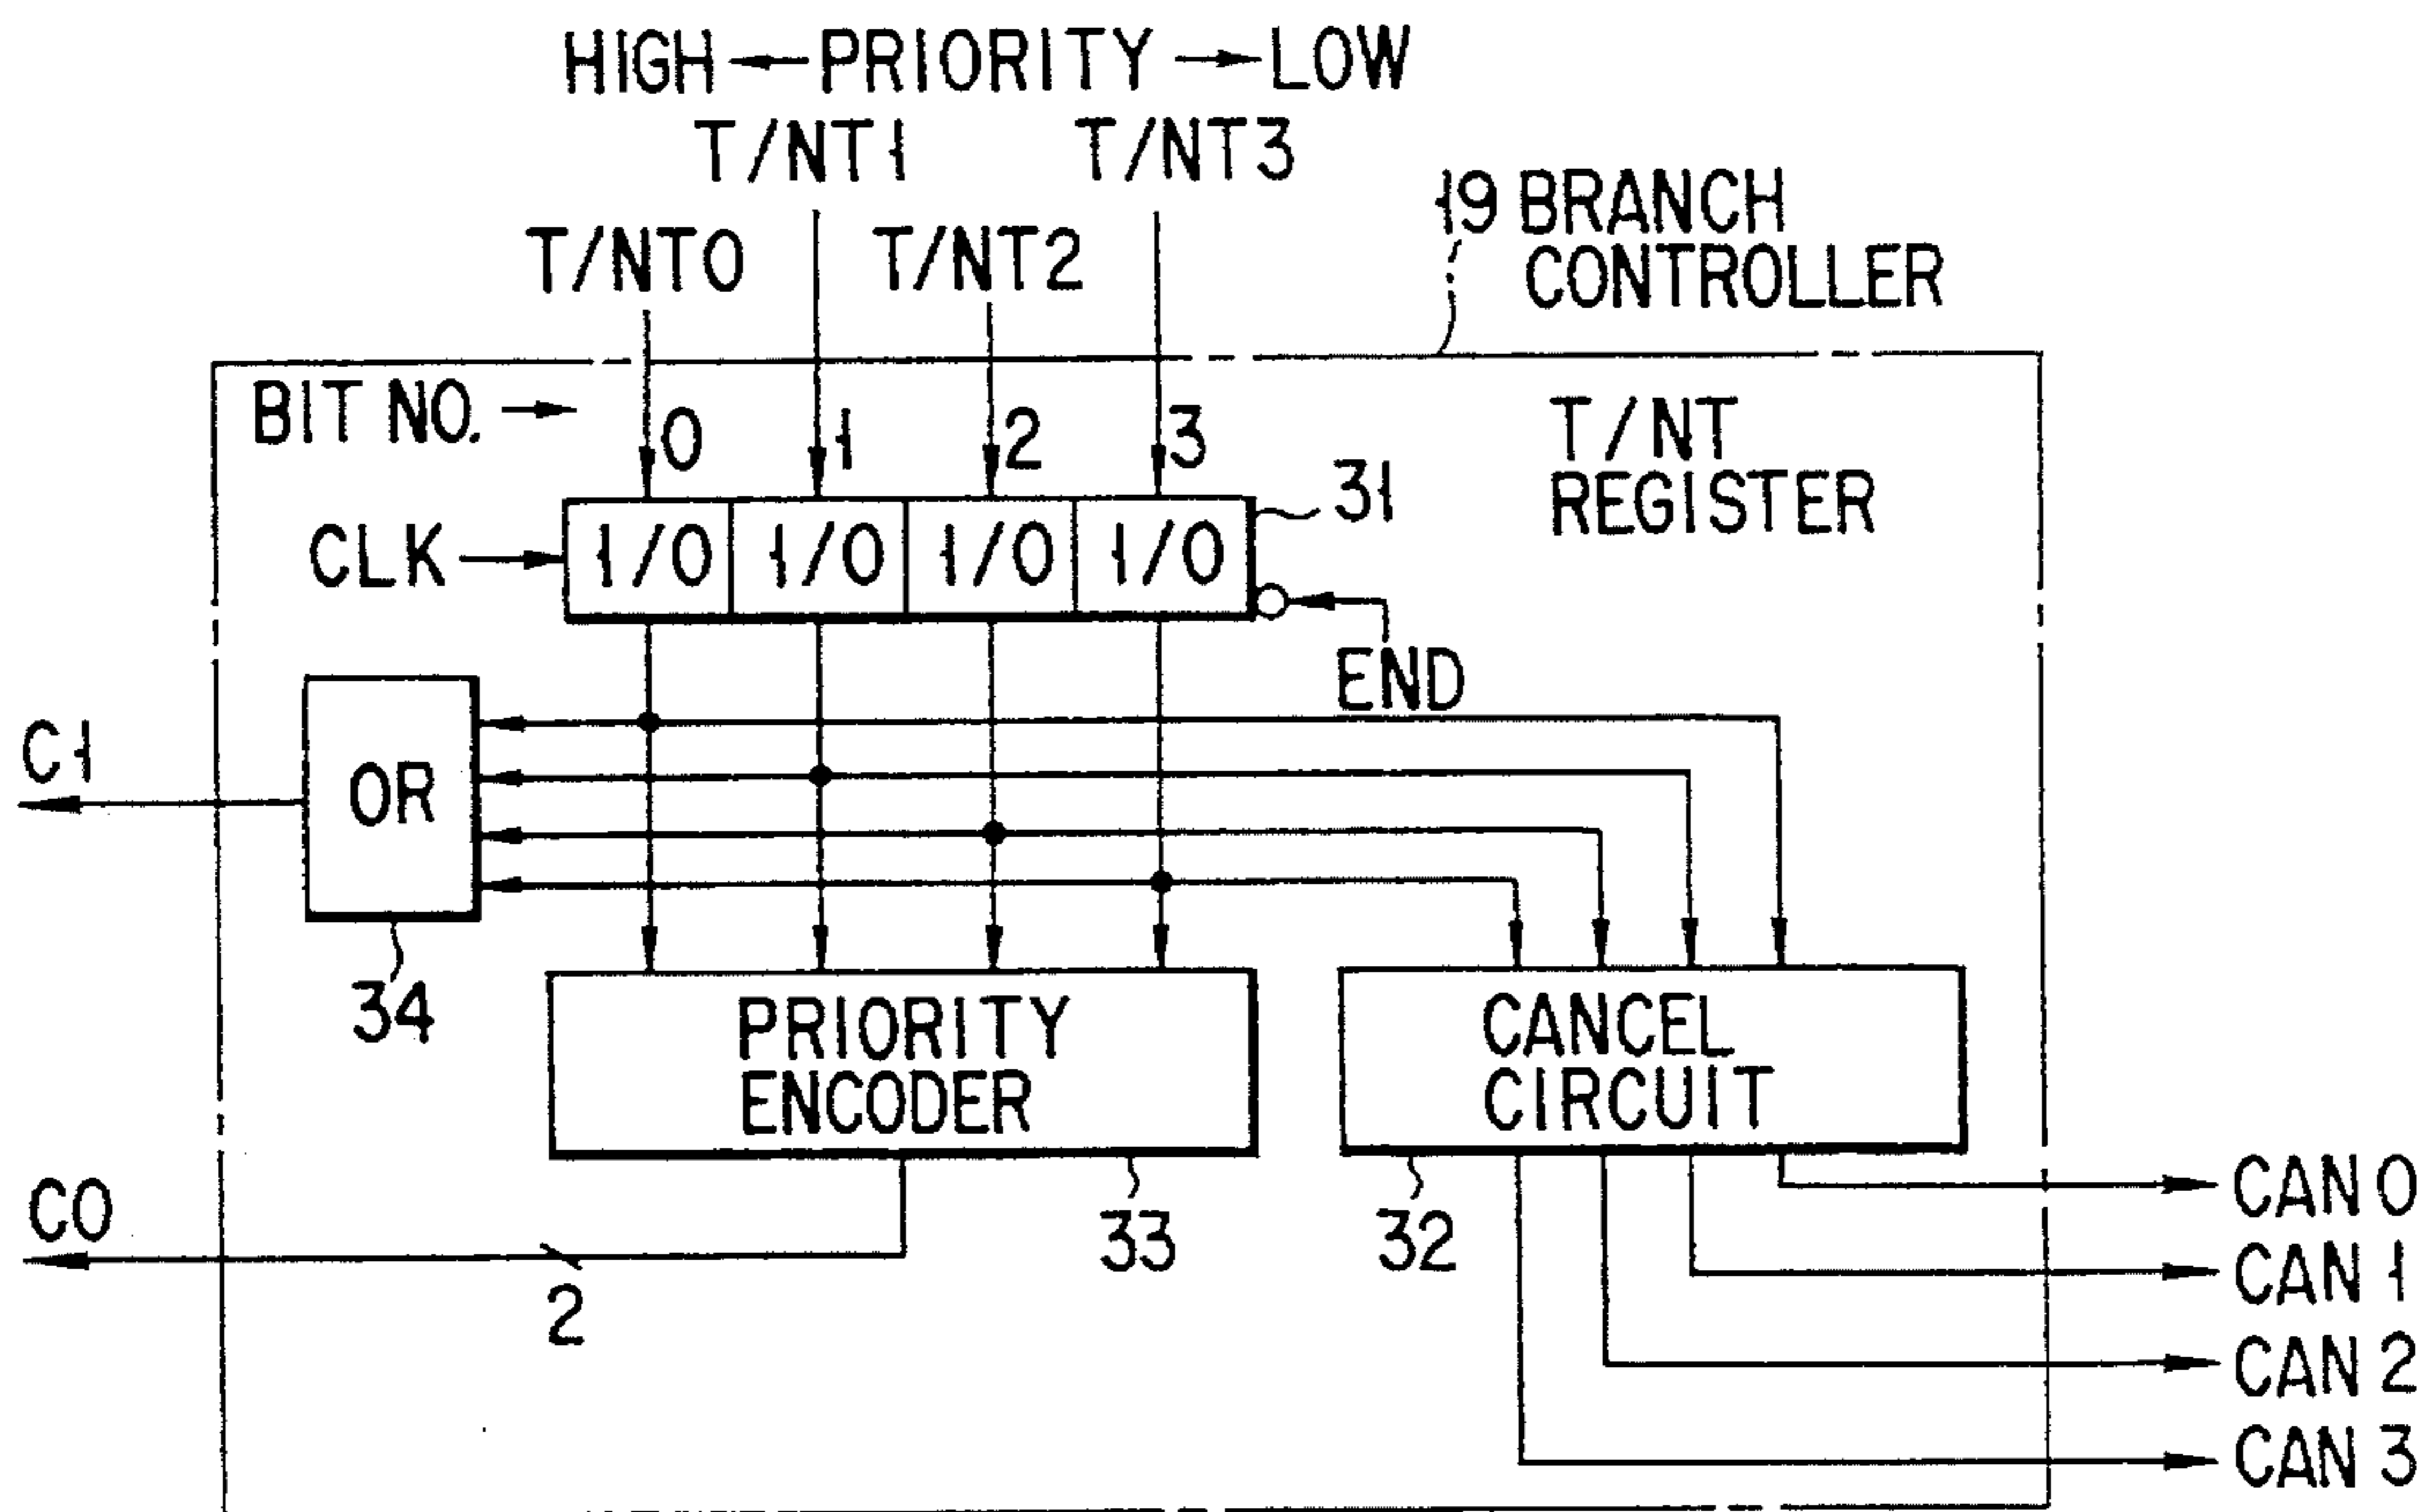 HIGH ← PRIORITY → LOW
T/NT1 T/NT3
19 BRANCH
CONTROLLER
T/NT0 T/NT2
BIT NO. → 0 1 2 3
T/NT
REGISTER
31
CLK 1/0 1/0 1/0 1/0
END
C1
OR
34
PRIORITY
ENCODER
CANCEL
CIRCUIT
33
32
C0
2
CAN 0
CAN 1
CAN 2
CAN 3